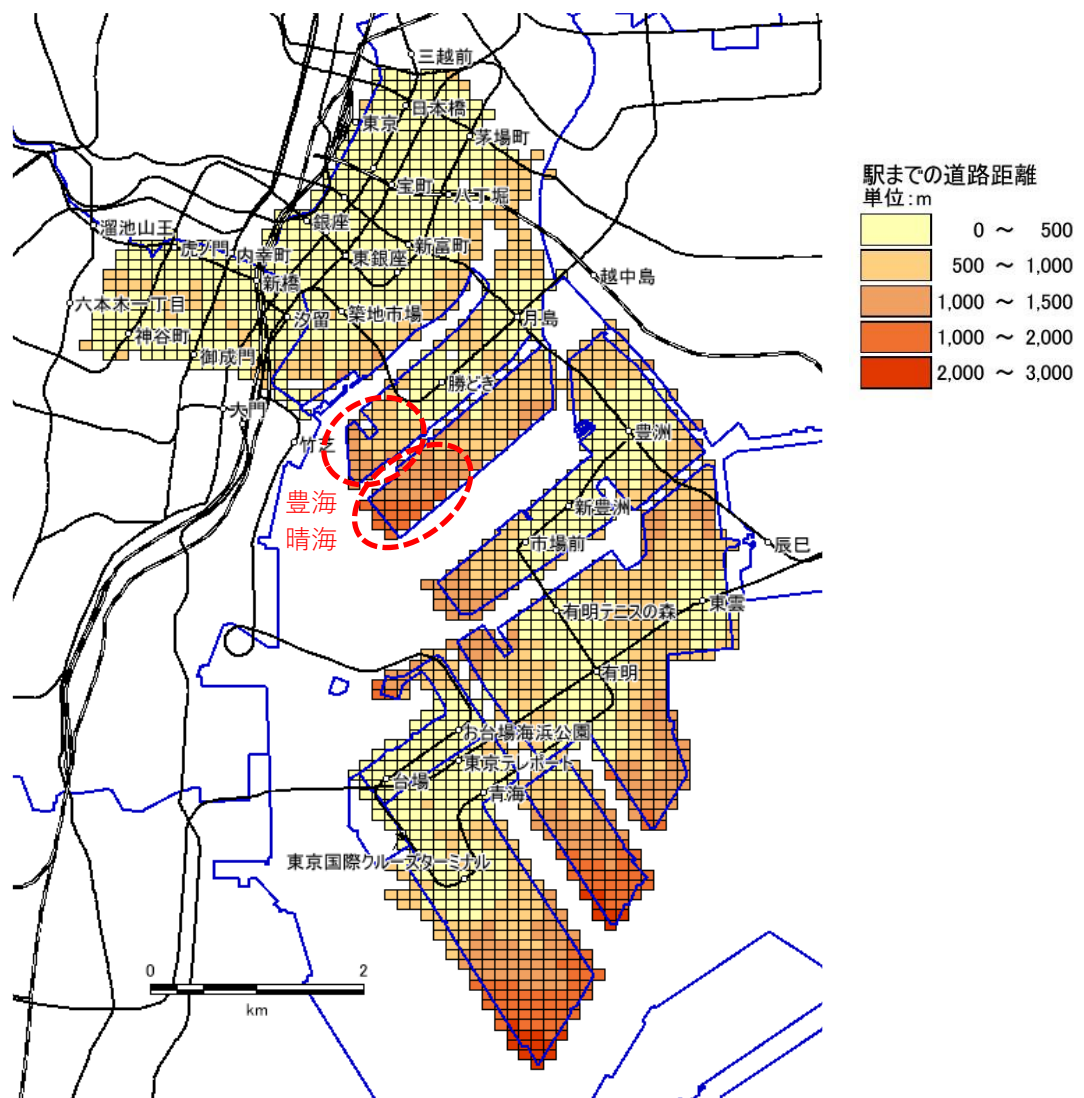 三越前
日本橋
東京
茅場町
宝町
八丁堀
溜池山王
銀座
虎ノ門
内幸町
新富町
東銀座
新橋
越中島
六本木一丁目
汐留
築地市場
月島
神谷町
御成門
勝どき
大門
竹芝
豊洲
豊海
晴海
新豊洲
市場前
辰巳
東雲
有明テニスの森
有明
お台場海浜公園
東京テレポート
台場
青海
東京国際クルーズターミナル
0 2
km
駅までの道路距離
単位:m
0 ~ 500
500 ~ 1,000
1,000 ~ 1,500
1,000 ~ 2,000
2,000 ~ 3,000